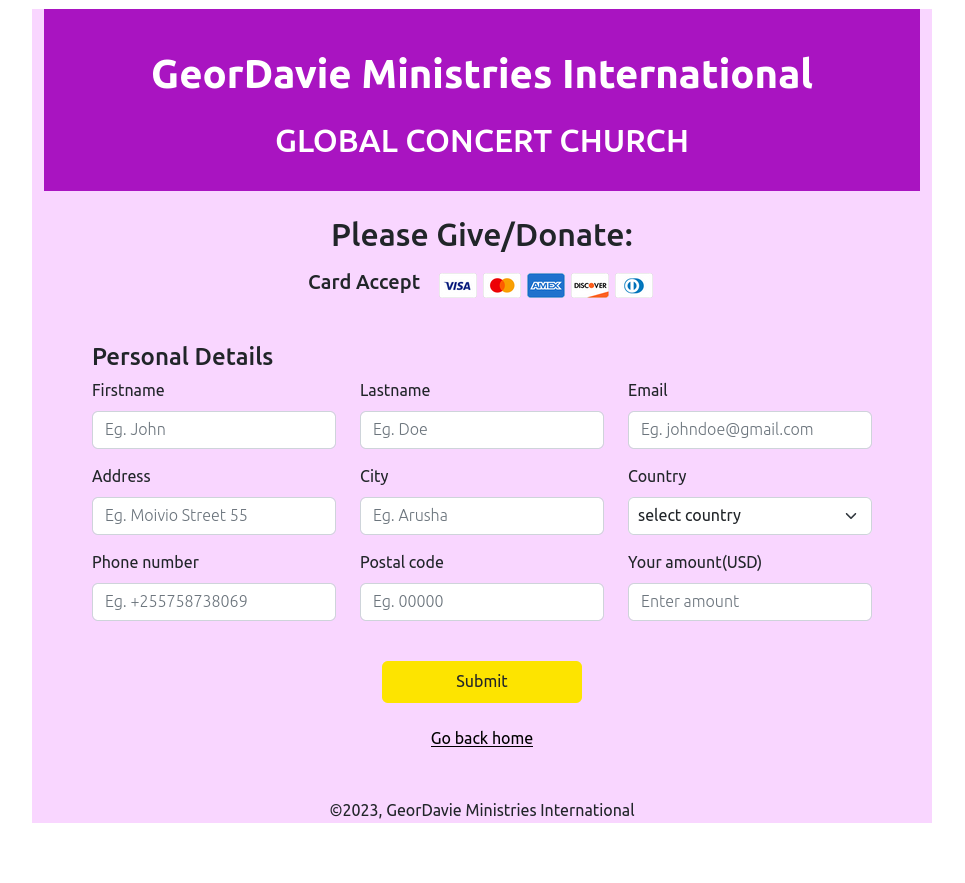 GeorDavie Ministries International
GLOBAL CONCERT CHURCH
Please Give/Donate:
Card Accept VISA AMEX DISCOVER
Personal Details
Firstname Lastname Email
Eg. John Eg. Doe Eg. johndoe@gmail.com
Address City Country
Eg. Moivio Street 55 Eg. Arusha select country
Phone number Postal code Your amount(USD)
Eg. +255758738069 Eg. 00000 Enter amount
Submit
Go back home
©2023, GeorDavie Ministries International